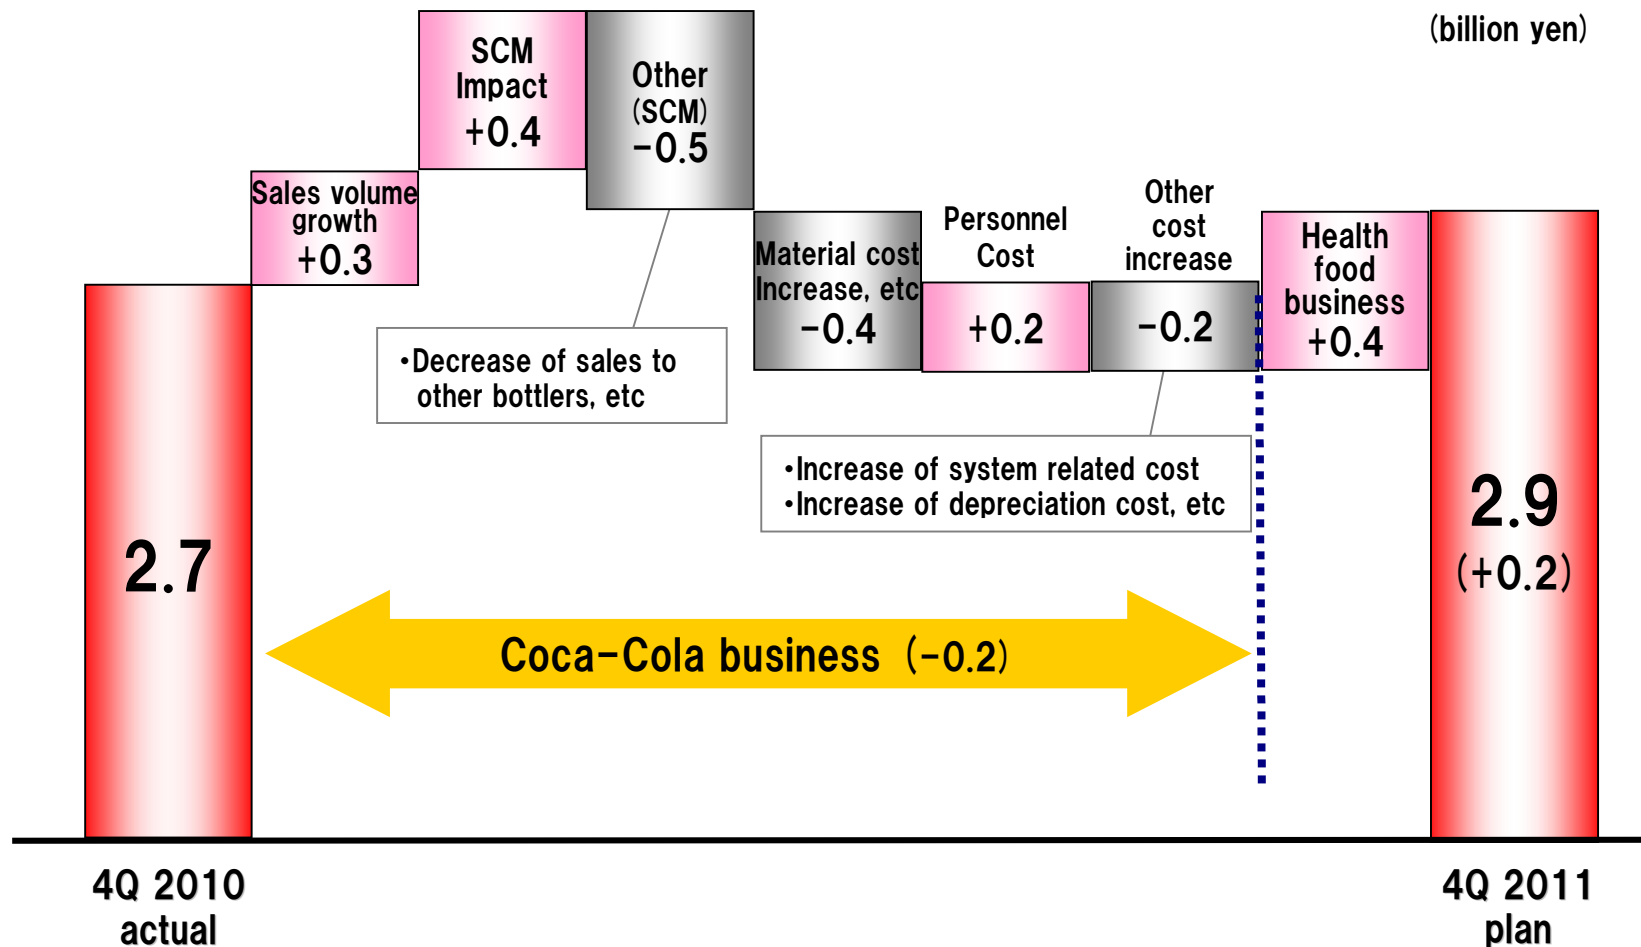 (billion yen)
SCM
Impact
+0.4
Other
(SCM)
-0.5
Sales volume
growth
+0.3
Material cost
Increase, etc
-0.4
Personnel
Cost
+0.2
Other
cost
increase
-0.2
Health
food
business
+0.4
・Decrease of sales to
other bottlers, etc
・Increase of system related cost
・Increase of depreciation cost, etc
2.7
2.9
(+0.2)
Coca-Cola business (-0.2)
4Q 2010
actual
4Q 2011
plan